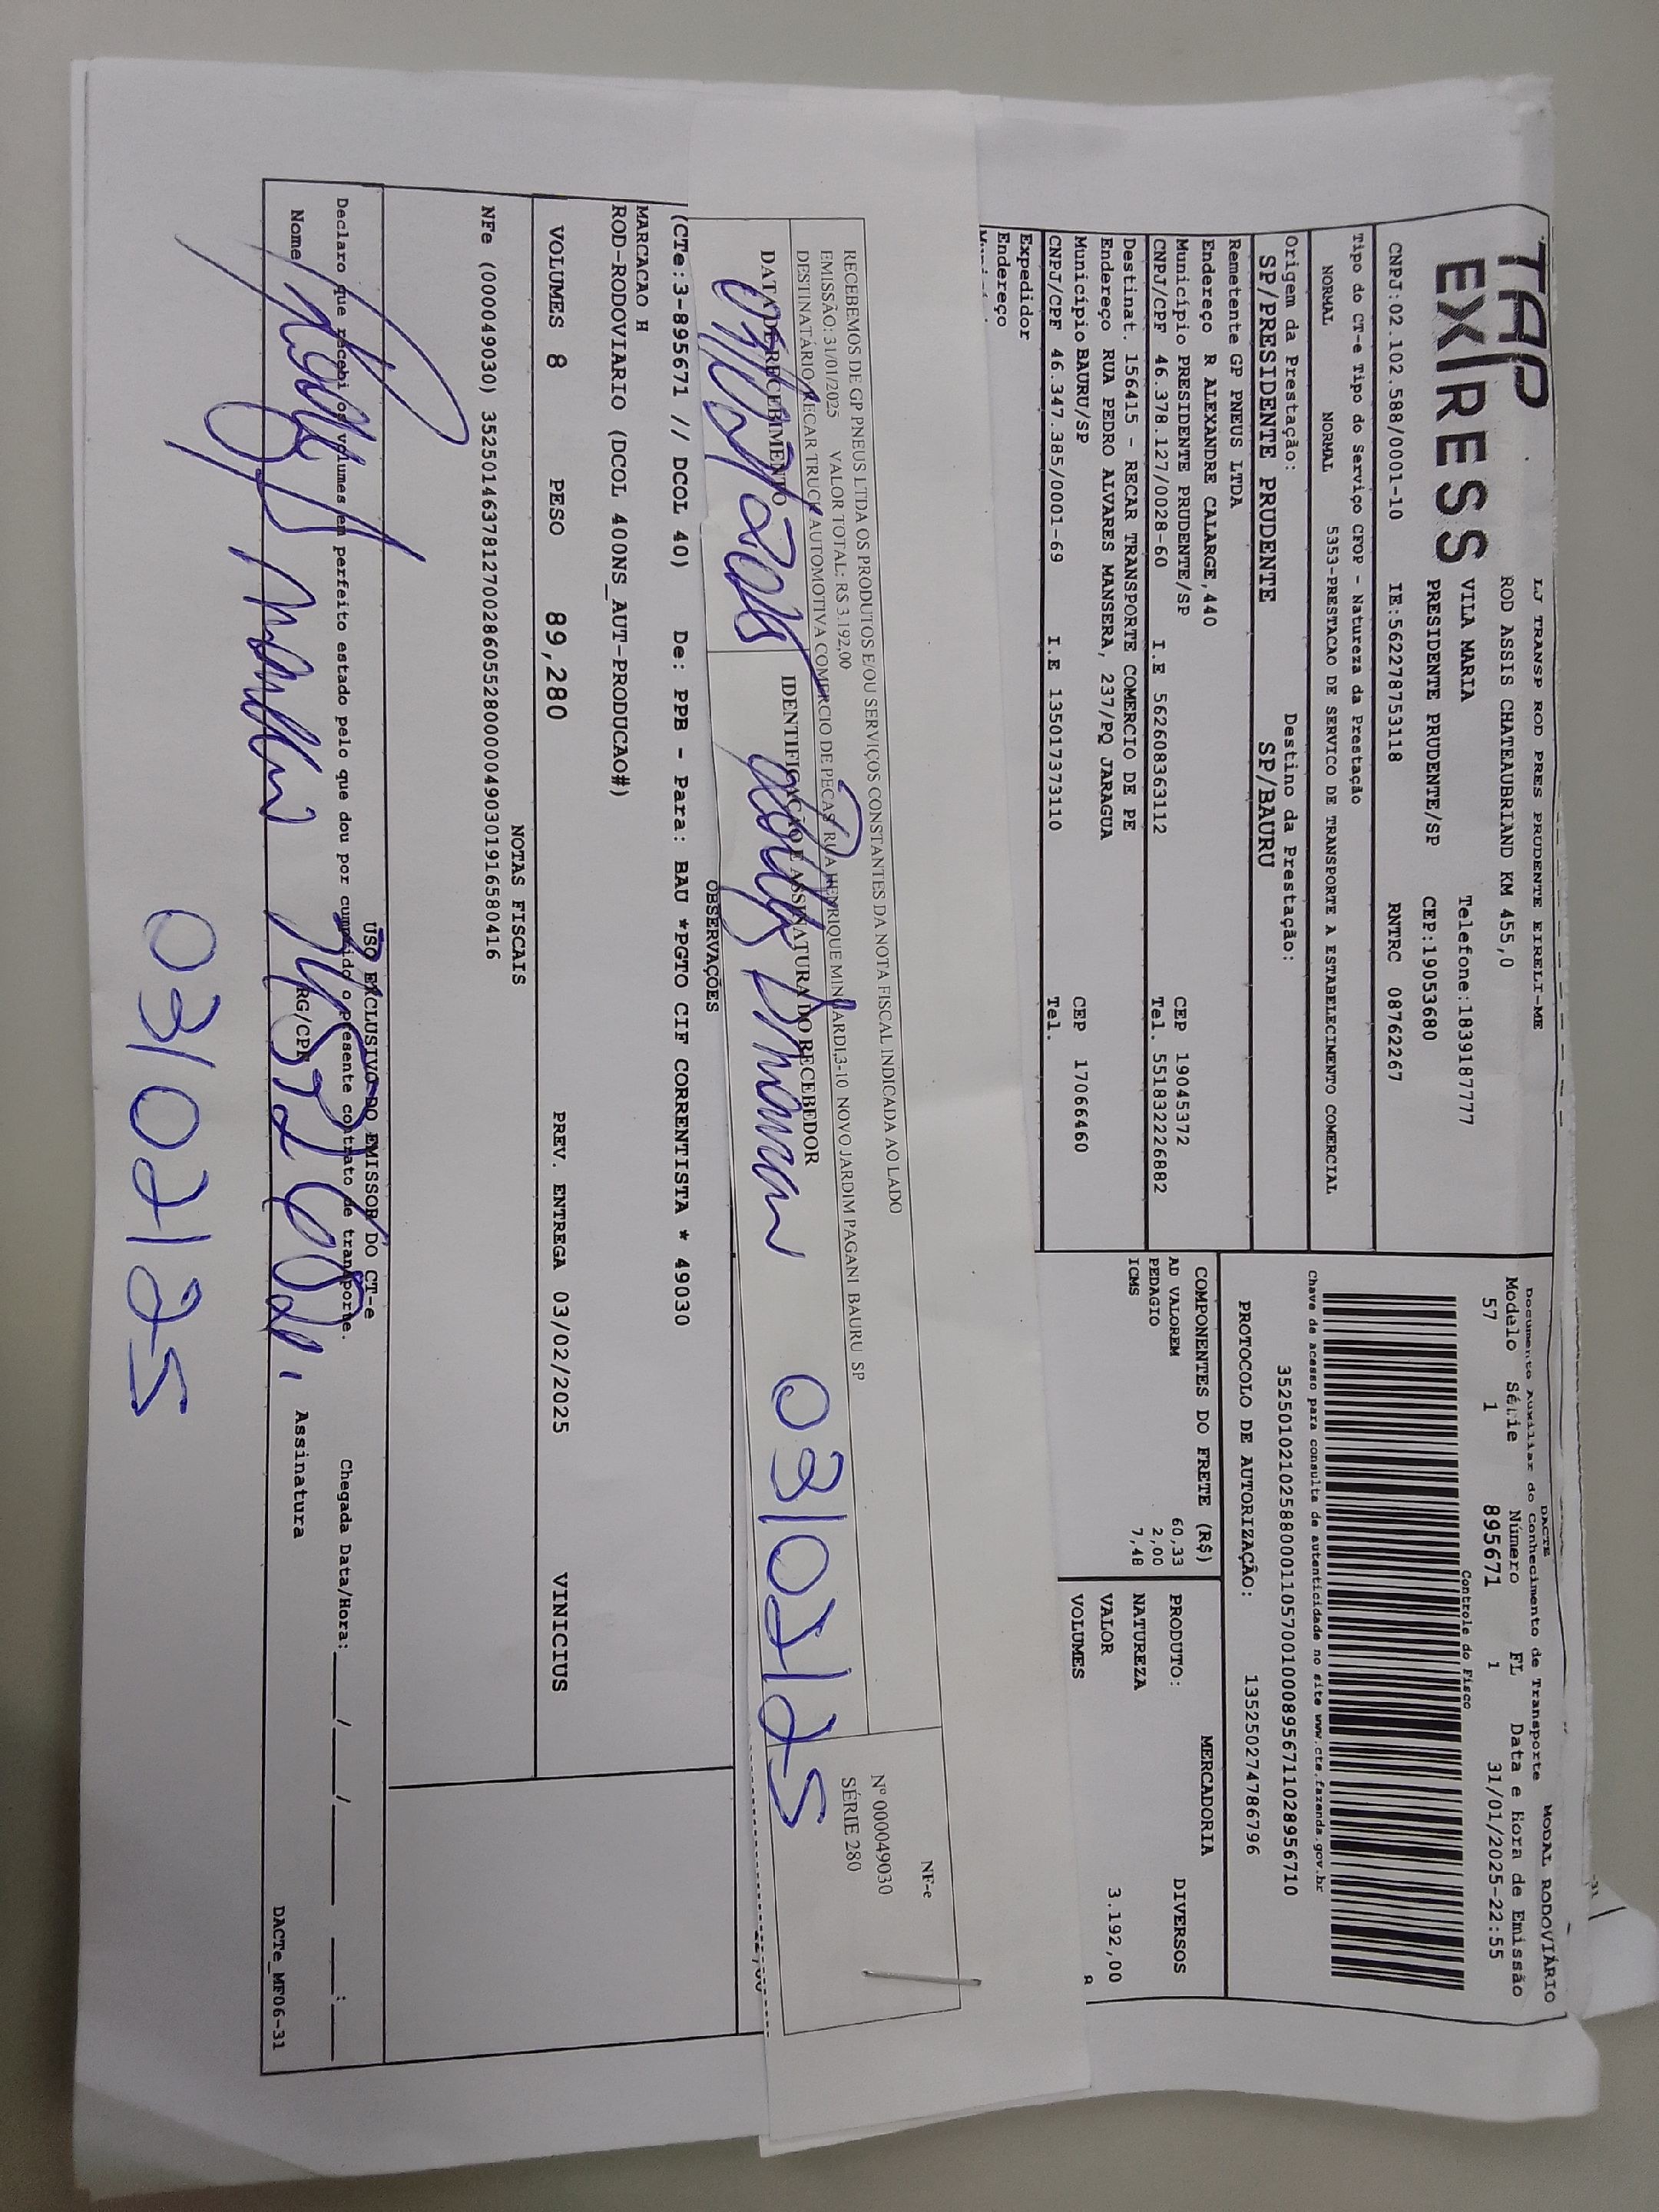 TAP
EXPRESS
LJ TRANSP ROD PRES PRUDENTE EIRELI-ME
ROD ASSIS CHATEAUBRIAND KM 455,0
VILA MARIA Telefone:1839187777
PRESIDENTE PRUDENTE/SP CEP:19053680
CNPJ:02.102.588/0001-10 IE:562278753118 RNTRC 08762267
Tipo do CT-e Tipo do Serviço CFOP - Natureza da Prestação
NORMAL NORMAL 5353-PRESTACAO DE SERVICO DE TRANSPORTE A ESTABELECIMENTO COMERCIAL
Origem da Prestação: Destino da Prestação:
SP/PRESIDENTE PRUDENTE SP/BAURU
Remetente GP PNEUS LTDA
Endereço R ALEXANDRE CALARGE,440
Município PRESIDENTE PRUDENTE/SP CEP 19045372
CNPJ/CPF 46.378.127/0028-60 I.E 562608363112 Tel. 5518322226882
Destinat. 156415 - RECAR TRANSPORTE COMERCIO DE PE
Endereço RUA PEDRO ALVARES MANSERA, 237/PQ JARAGUA
Município BAURU/SP CEP 17066460
CNPJ/CPF 46.347.385/0001-69 I.E 135017373110 Tel.
Expedidor
Endereço
DACTE MODAL RODOVIÁRIO
Documento Auxiliar do Conhecimento de Transporte
Modelo Série Número FL Data e Hora de Emissão
57 1 895671 1 31/01/2025-22:55
Controle do Fisco
Chave de acesso para consulta de autenticidade no site www.cte.fazenda.gov.br
35250102102588000110570010008956711028956710
PROTOCOLO DE AUTORIZAÇÃO: 135250274786796
COMPONENTES DO FRETE (R$)
AD VALOREM 60,33
PEDAGIO 2,00
ICMS 7,48
MERCADORIA
PRODUTO: DIVERSOS
NATUREZA
VALOR 3.192,00
VOLUMES 8
RECEBEMOS DE GP PNEUS LTDA OS PRODUTOS E/OU SERVIÇOS CONSTANTES DA NOTA FISCAL INDICADA AO LADO
EMISSÃO: 31/01/2025 VALOR TOTAL: R$ 3.192,00
DESTINATÁRIO: RECAR TRUCK AUTOMOTIVA COMERCIO DE PECAS RUA HENRIQUE MINGARDI,3-10 NOVO JARDIM PAGANI BAURU SP
DATA DE RECEBIMENTO IDENTIFICAÇÃO E ASSINATURA DO RECEBEDOR
03/02/25
NF-e
Nº 000049030
SÉRIE 280
OBSERVAÇÕES
(CTe:3-895671 // DCOL 40) De: PPB - Para: BAU *PGTO CIF CORRENTISTA * 49030
MARCACAO H
ROD-RODOVIARIO (DCOL 400NS_AUT-PRODUCAO#)
VOLUMES 8 PESO 89,280 PREV. ENTREGA 03/02/2025 VINICIUS
NOTAS FISCAIS
NFe (000049030) 35250146378127002860552800000490301916580416
USO EXCLUSIVO DO EMISSOR DO CT-e
Declaro que recebi os volumes em perfeito estado pelo que dou por cumprido o presente contrato de transporte. Chegada Data/Hora: ___/___/___ __:__
Nome RG/CPF Assinatura
DACTe_MF06-31
03/02/25